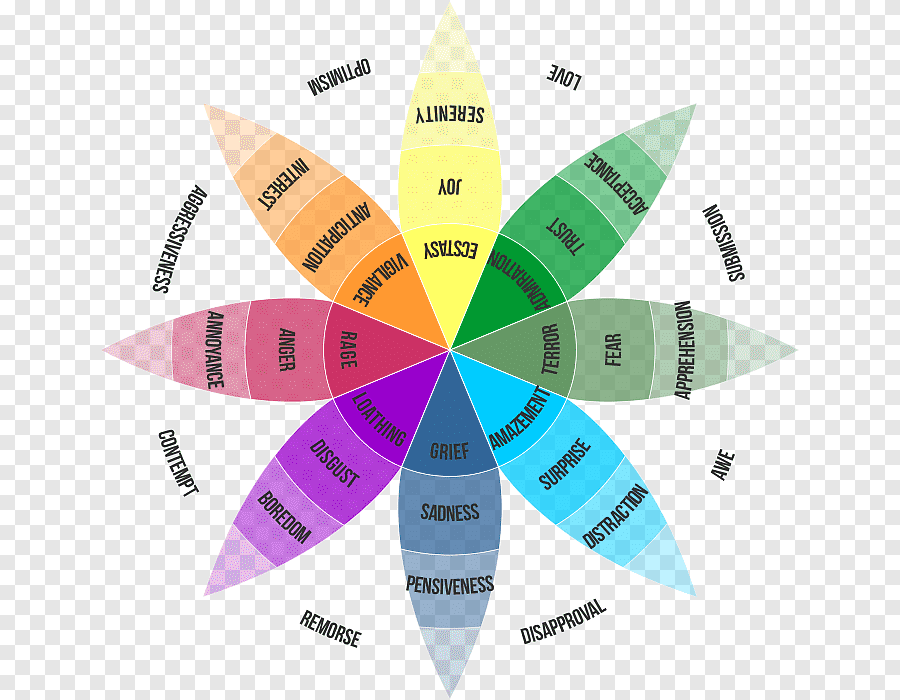 OPTIMISM
LOVE
SERENITY
INTEREST
ACCEPTANCE
JOY
AGGRESSIVENESS
ANTICIPATION
TRUST
SUBMISSION
ECSTASY
VIGILANCE
ADMIRATION
ANNOYANCE
ANGER
RAGE
TERROR
FEAR
APPREHENSION
LOATHING
AMAZEMENT
GRIEF
CONTEMPT
DISGUST
SURPRISE
AWE
BOREDOM
SADNESS
DISTRACTION
PENSIVENESS
REMORSE
DISAPPROVAL